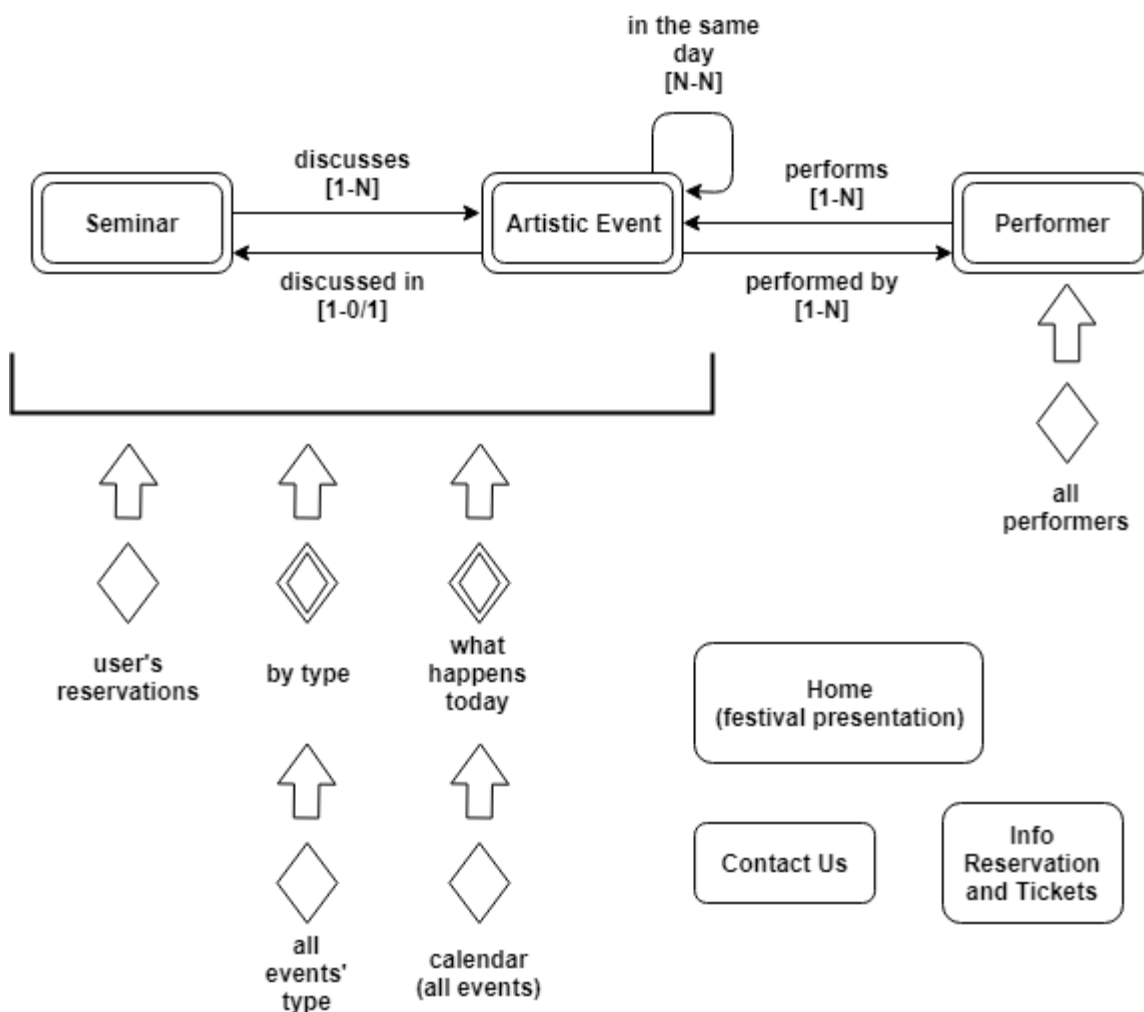 in the same
day
[N-N]
discusses
[1-N]
performs
[1-N]
Seminar
Artistic Event
Performer
discussed in
[1-0/1]
performed by
[1-N]
all
performers
user's
reservations
by type
what
happens
today
Home
(festival presentation)
Contact Us
Info
Reservation
and Tickets
all
events'
type
calendar
(all events)